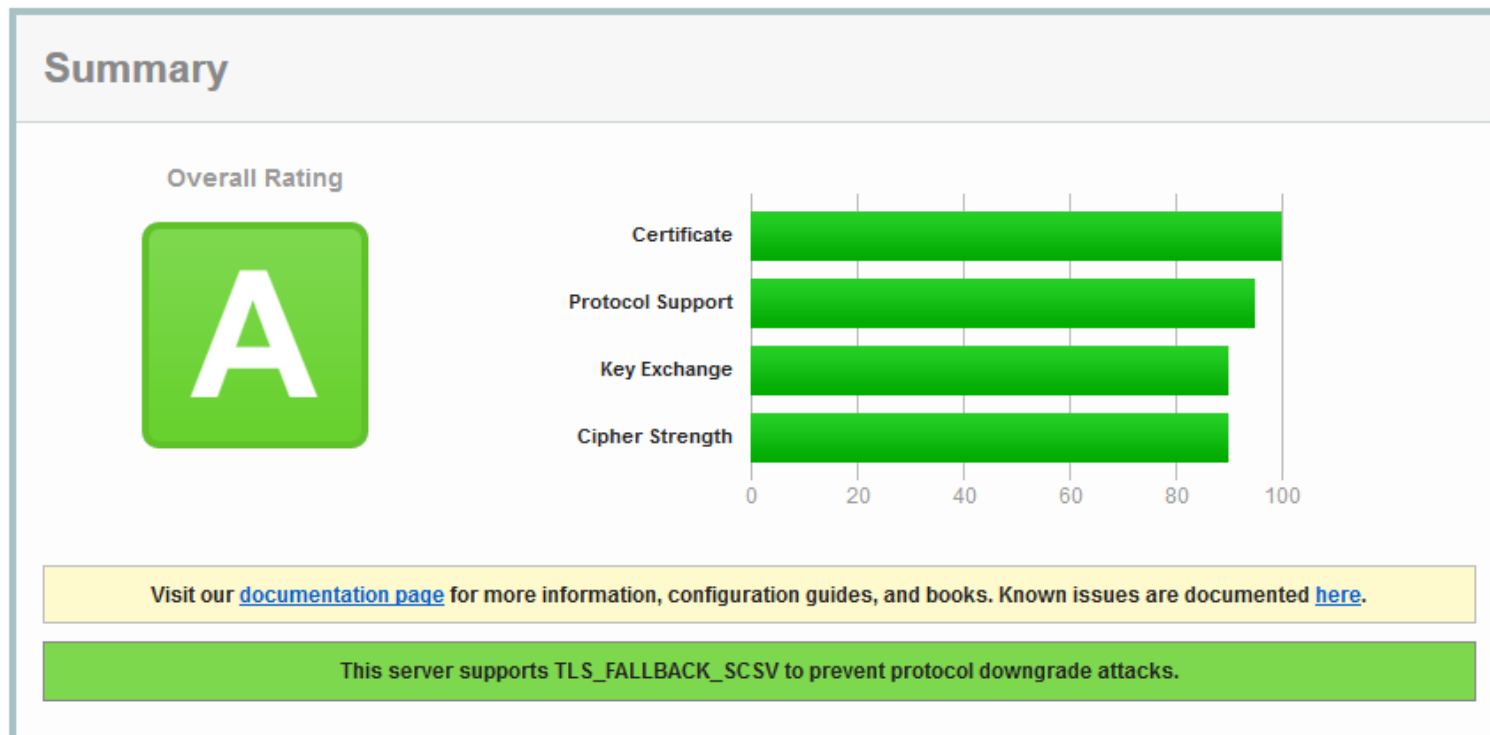 Summary
Overall Rating
A
Certificate
Protocol Support
Key Exchange
Cipher Strength
0 20 40 60 80 100
Visit our documentation page for more information, configuration guides, and books. Known issues are documented here.
This server supports TLS_FALLBACK_SCSV to prevent protocol downgrade attacks.